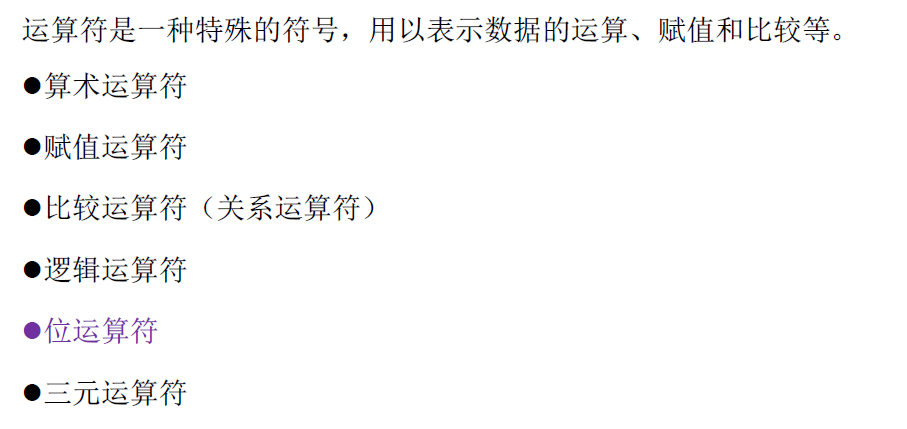 运算符是一种特殊的符号，用以表示数据的运算、赋值和比较等。
●算术运算符
●赋值运算符
●比较运算符（关系运算符）
●逻辑运算符
●位运算符
●三元运算符